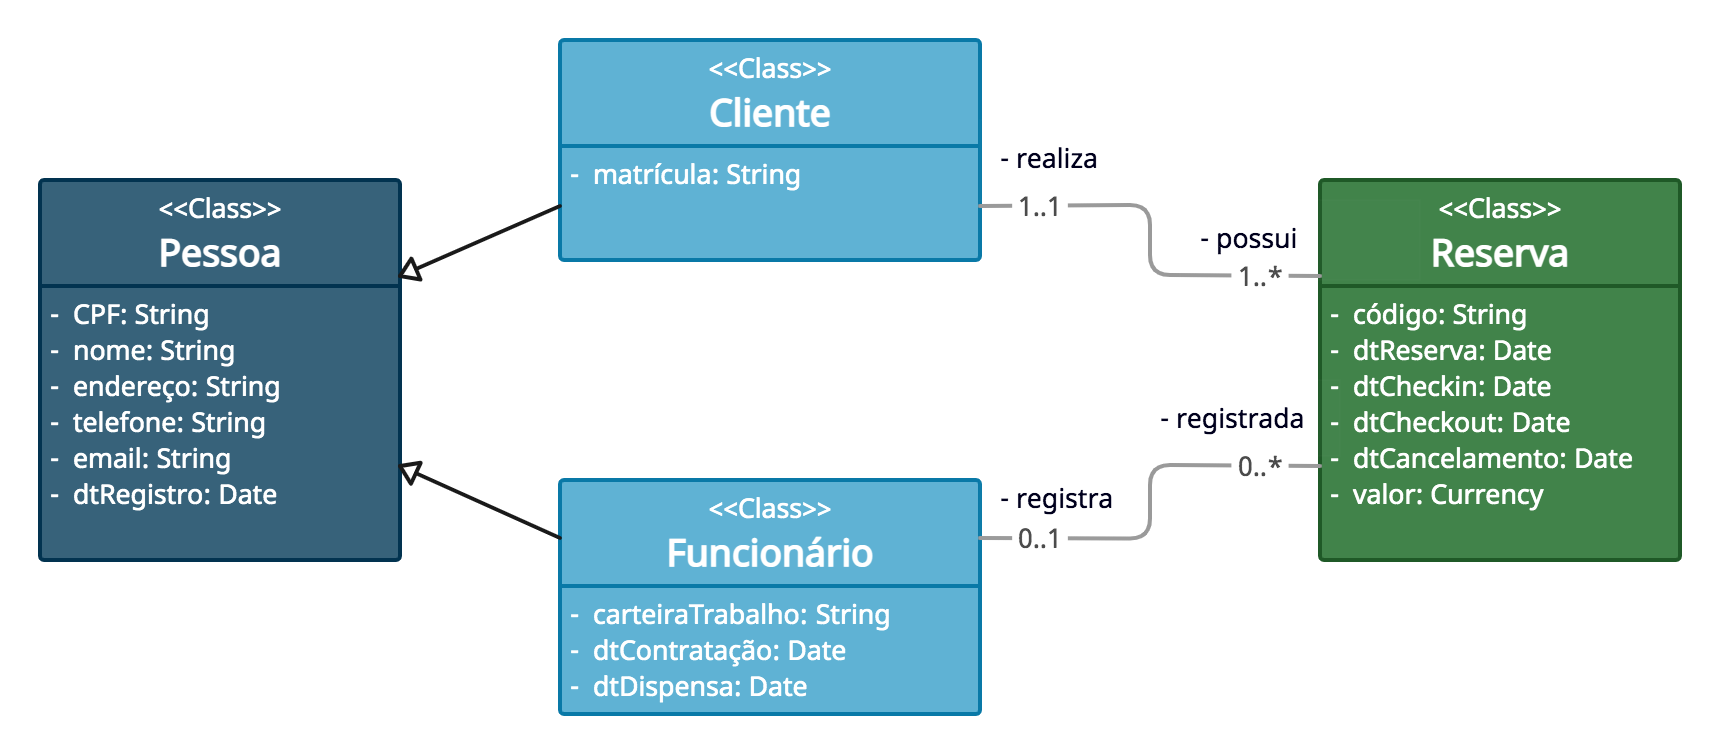 <<Class>>
Pessoa
- CPF: String
- nome: String
- endereço: String
- telefone: String
- email: String
- dtRegistro: Date
<<Class>>
Cliente
- matrícula: String
<<Class>>
Funcionário
- carteiraTrabalho: String
- dtContratação: Date
- dtDispensa: Date
- realiza
1..1
- possui
1..*
- registrada
0..*
- registra
0..1
<<Class>>
Reserva
- código: String
- dtReserva: Date
- dtCheckin: Date
- dtCheckout: Date
- dtCancelamento: Date
- valor: Currency